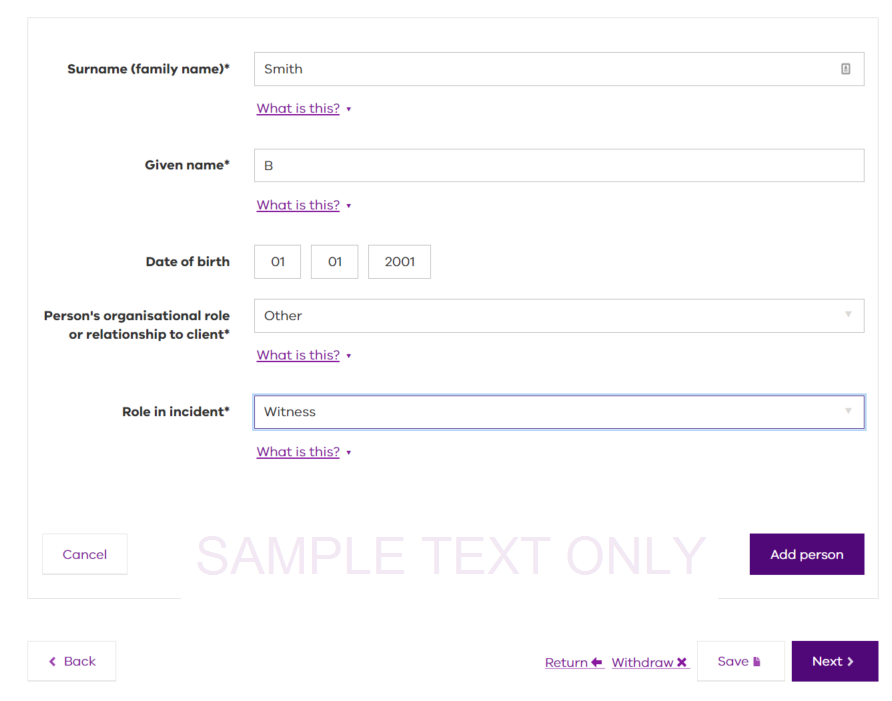 Surname (family name)* Smith
What is this?
Given name* B
What is this?
Date of birth 01 01 2001
Person's organisational role
or relationship to client* Other
What is this?
Role in incident* Witness
What is this?
Cancel SAMPLE TEXT ONLY Add person
Back Return Withdraw Save Next